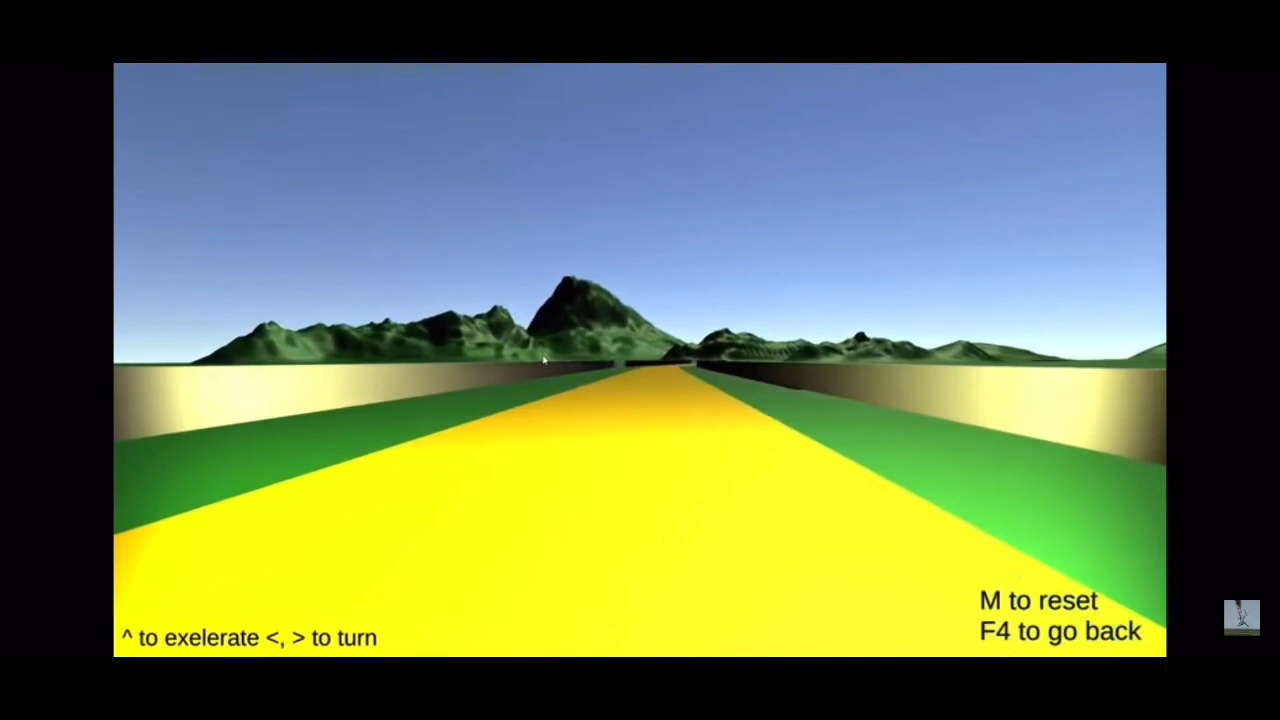 M to reset
F4 to go back
^ to exelerate <, > to turn